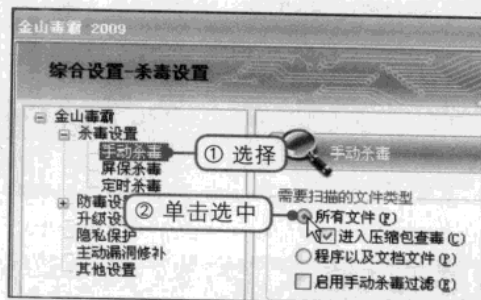 金山毒霸 2009
综合设置-杀毒设置
金山毒霸
杀毒设置
手动杀毒
① 选择
手动杀毒
屏保杀毒
定时杀毒
需要扫描的文件类型
防毒设
② 单击选中
所有文件(F)
升级设
进入压缩包查毒(C)
隐私保护
主动漏洞修补
程序以及文档文件(P)
其他设置
启用手动杀毒过滤(E)